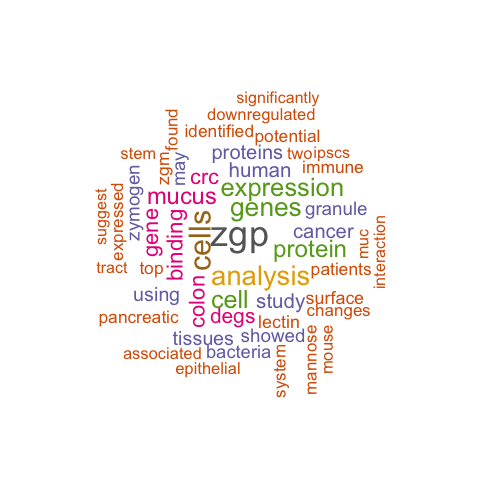 significantly
downregulated
found
identified
potential
stem
zgm
may
proteins
two
ipscs
human
immune
zymogen
crc
mucus
expression
suggest
expressed
gene
binding
cells
genes
granule
zgp
cancer
muc
interaction
protein
tract
top
analysis
patients
using
colon
cell
study
surface
changes
pancreatic
degs
lectin
tissues
showed
associated
bacteria
system
mannose
mouse
epithelial